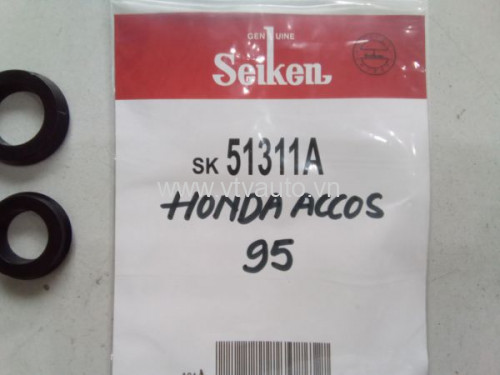 GENUINE
Seiken
SK 51311A
www.vtvauto.vn
HONDA ACCOS
95